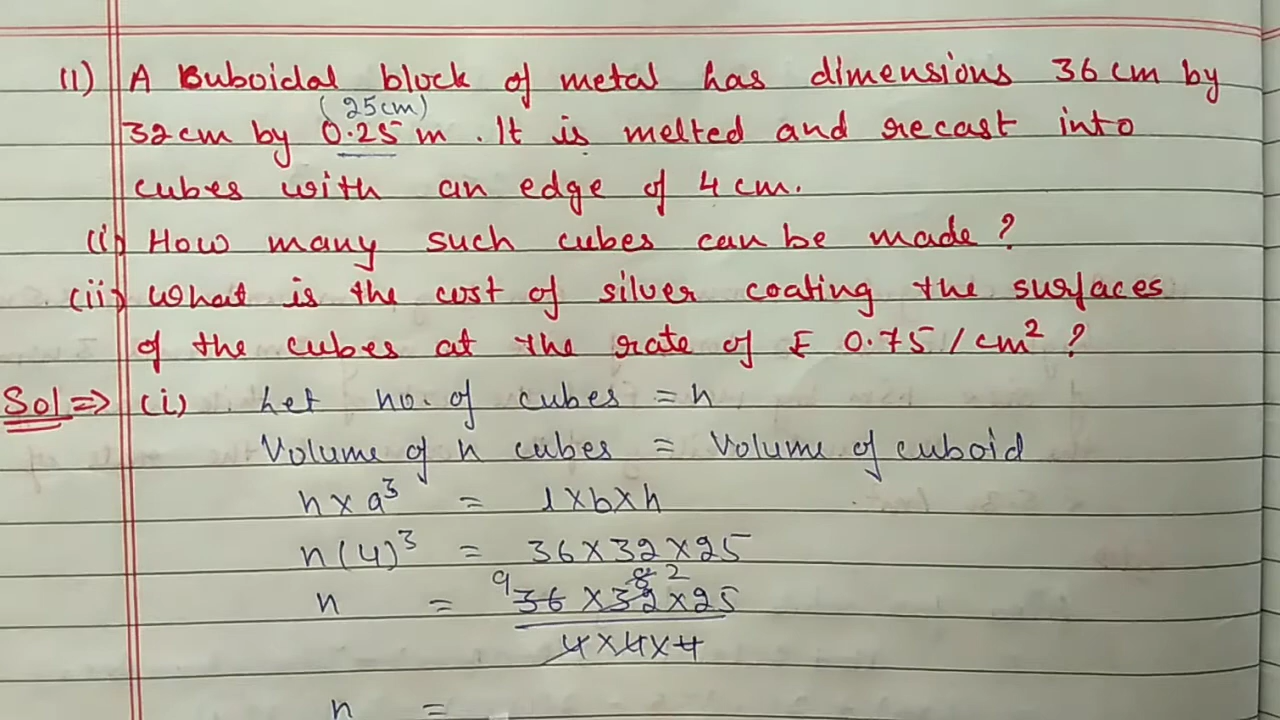 (1) A Cuboidal block of metal has dimensions 36 cm by
(25cm)
32cm by 0.25 m. It is melted and recast into
cubes with an edge of 4 cm.
(i) How many such cubes can be made?
(ii) What is the cost of silver coating the surfaces
of the cubes at the rate of ₹ 0.75/cm² ?
Sol ⇒ (i). Let no. of cubes = n
Volume of n cubes = Volume of cuboid
n × a³ = l×b×h
n(4)³ = 36×32×25
9 8 2
n = 36 ×32×25
4×4×4
n =